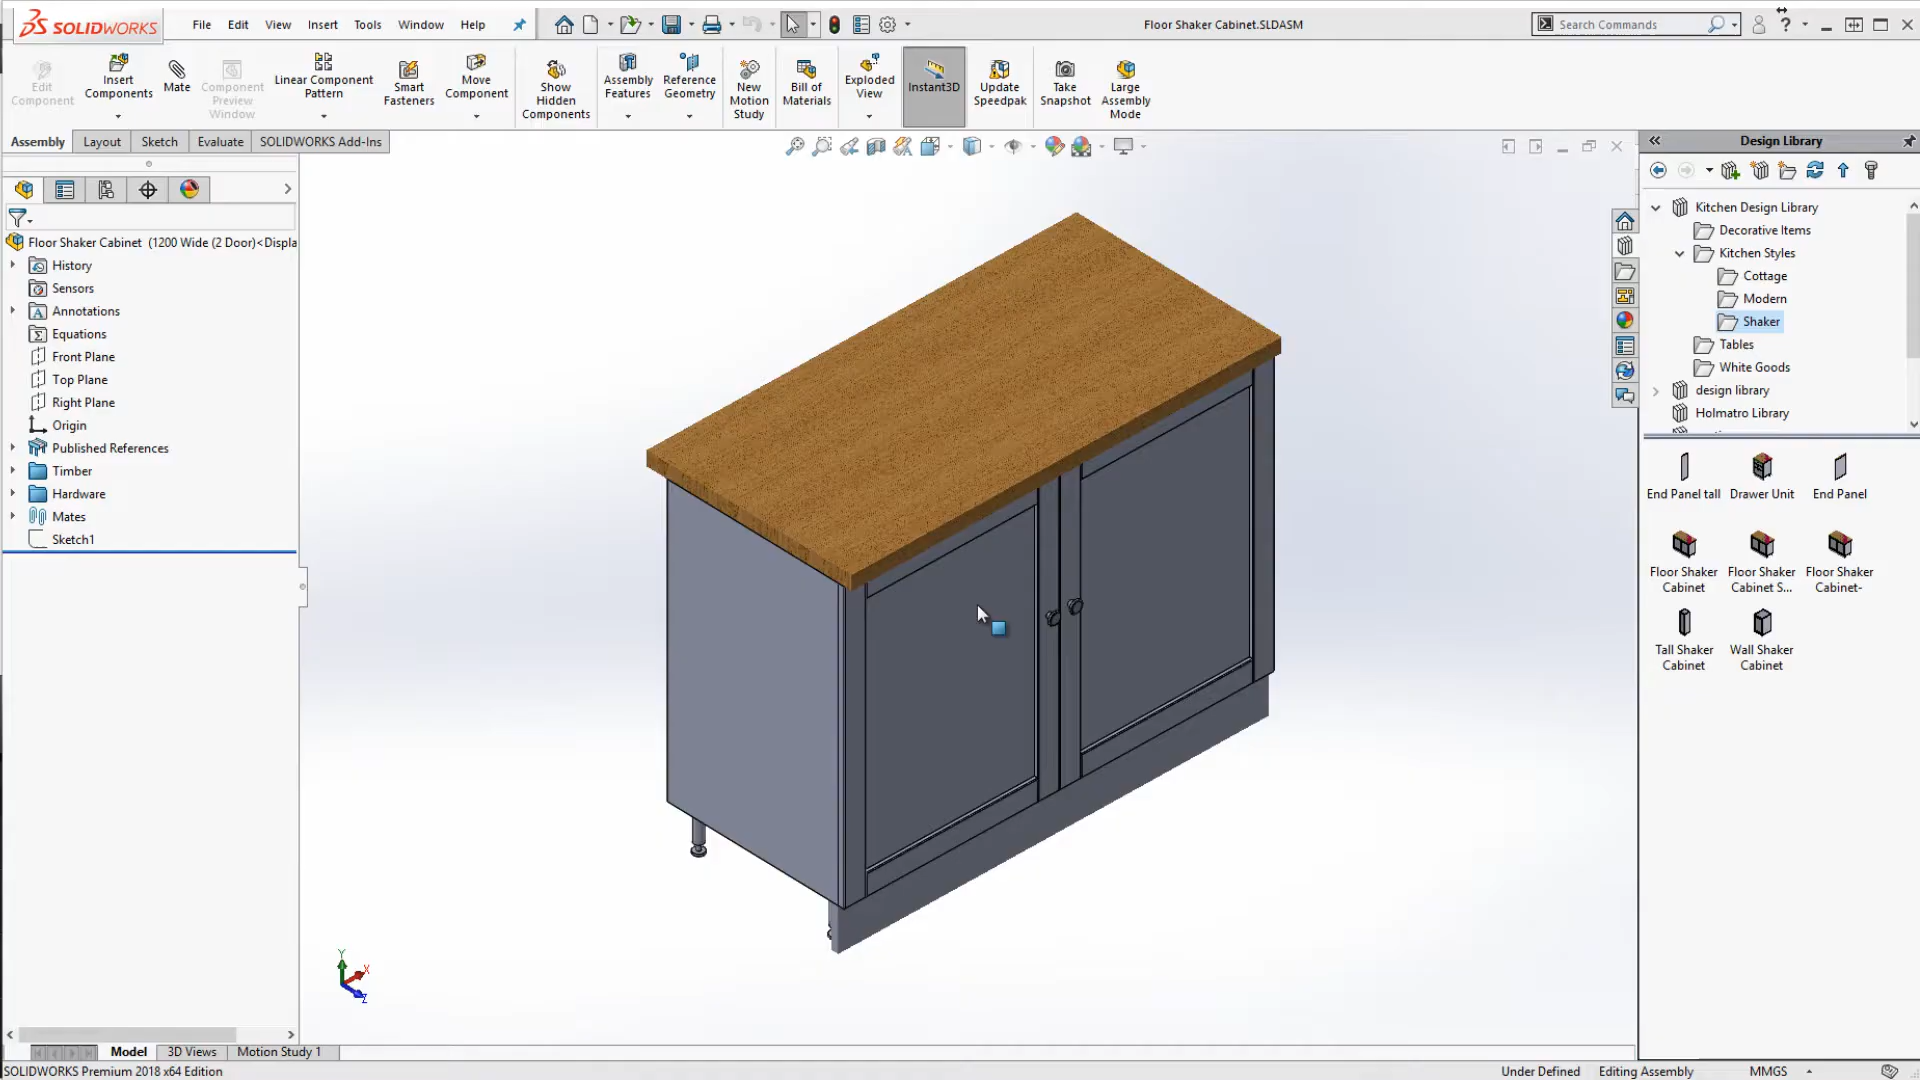 SOLIDWORKS
File Edit View Insert Tools Window Help
Floor Shaker Cabinet.SLDASM
Search Commands
Edit Component
Insert Components
Mate
Component Preview Window
Linear Component Pattern
Smart Fasteners
Move Component
Show Hidden Components
Assembly Features
Reference Geometry
New Motion Study
Bill of Materials
Exploded View
Instant3D
Update Speedpak
Take Snapshot
Large Assembly Mode
Assembly Layout Sketch Evaluate SOLIDWORKS Add-Ins
Floor Shaker Cabinet (1200 Wide (2 Door)<Displa
History
Sensors
Annotations
Equations
Front Plane
Top Plane
Right Plane
Origin
Published References
Timber
Hardware
Mates
Sketch1
Y
X
Z
Design Library
Kitchen Design Library
Decorative Items
Kitchen Styles
Cottage
Modern
Shaker
Tables
White Goods
design library
Holmatro Library
End Panel tall
Drawer Unit
End Panel
Floor Shaker Cabinet
Floor Shaker Cabinet S...
Floor Shaker Cabinet-
Tall Shaker Cabinet
Wall Shaker Cabinet
Model 3D Views Motion Study 1
SOLIDWORKS Premium 2018 x64 Edition
Under Defined Editing Assembly MMGS